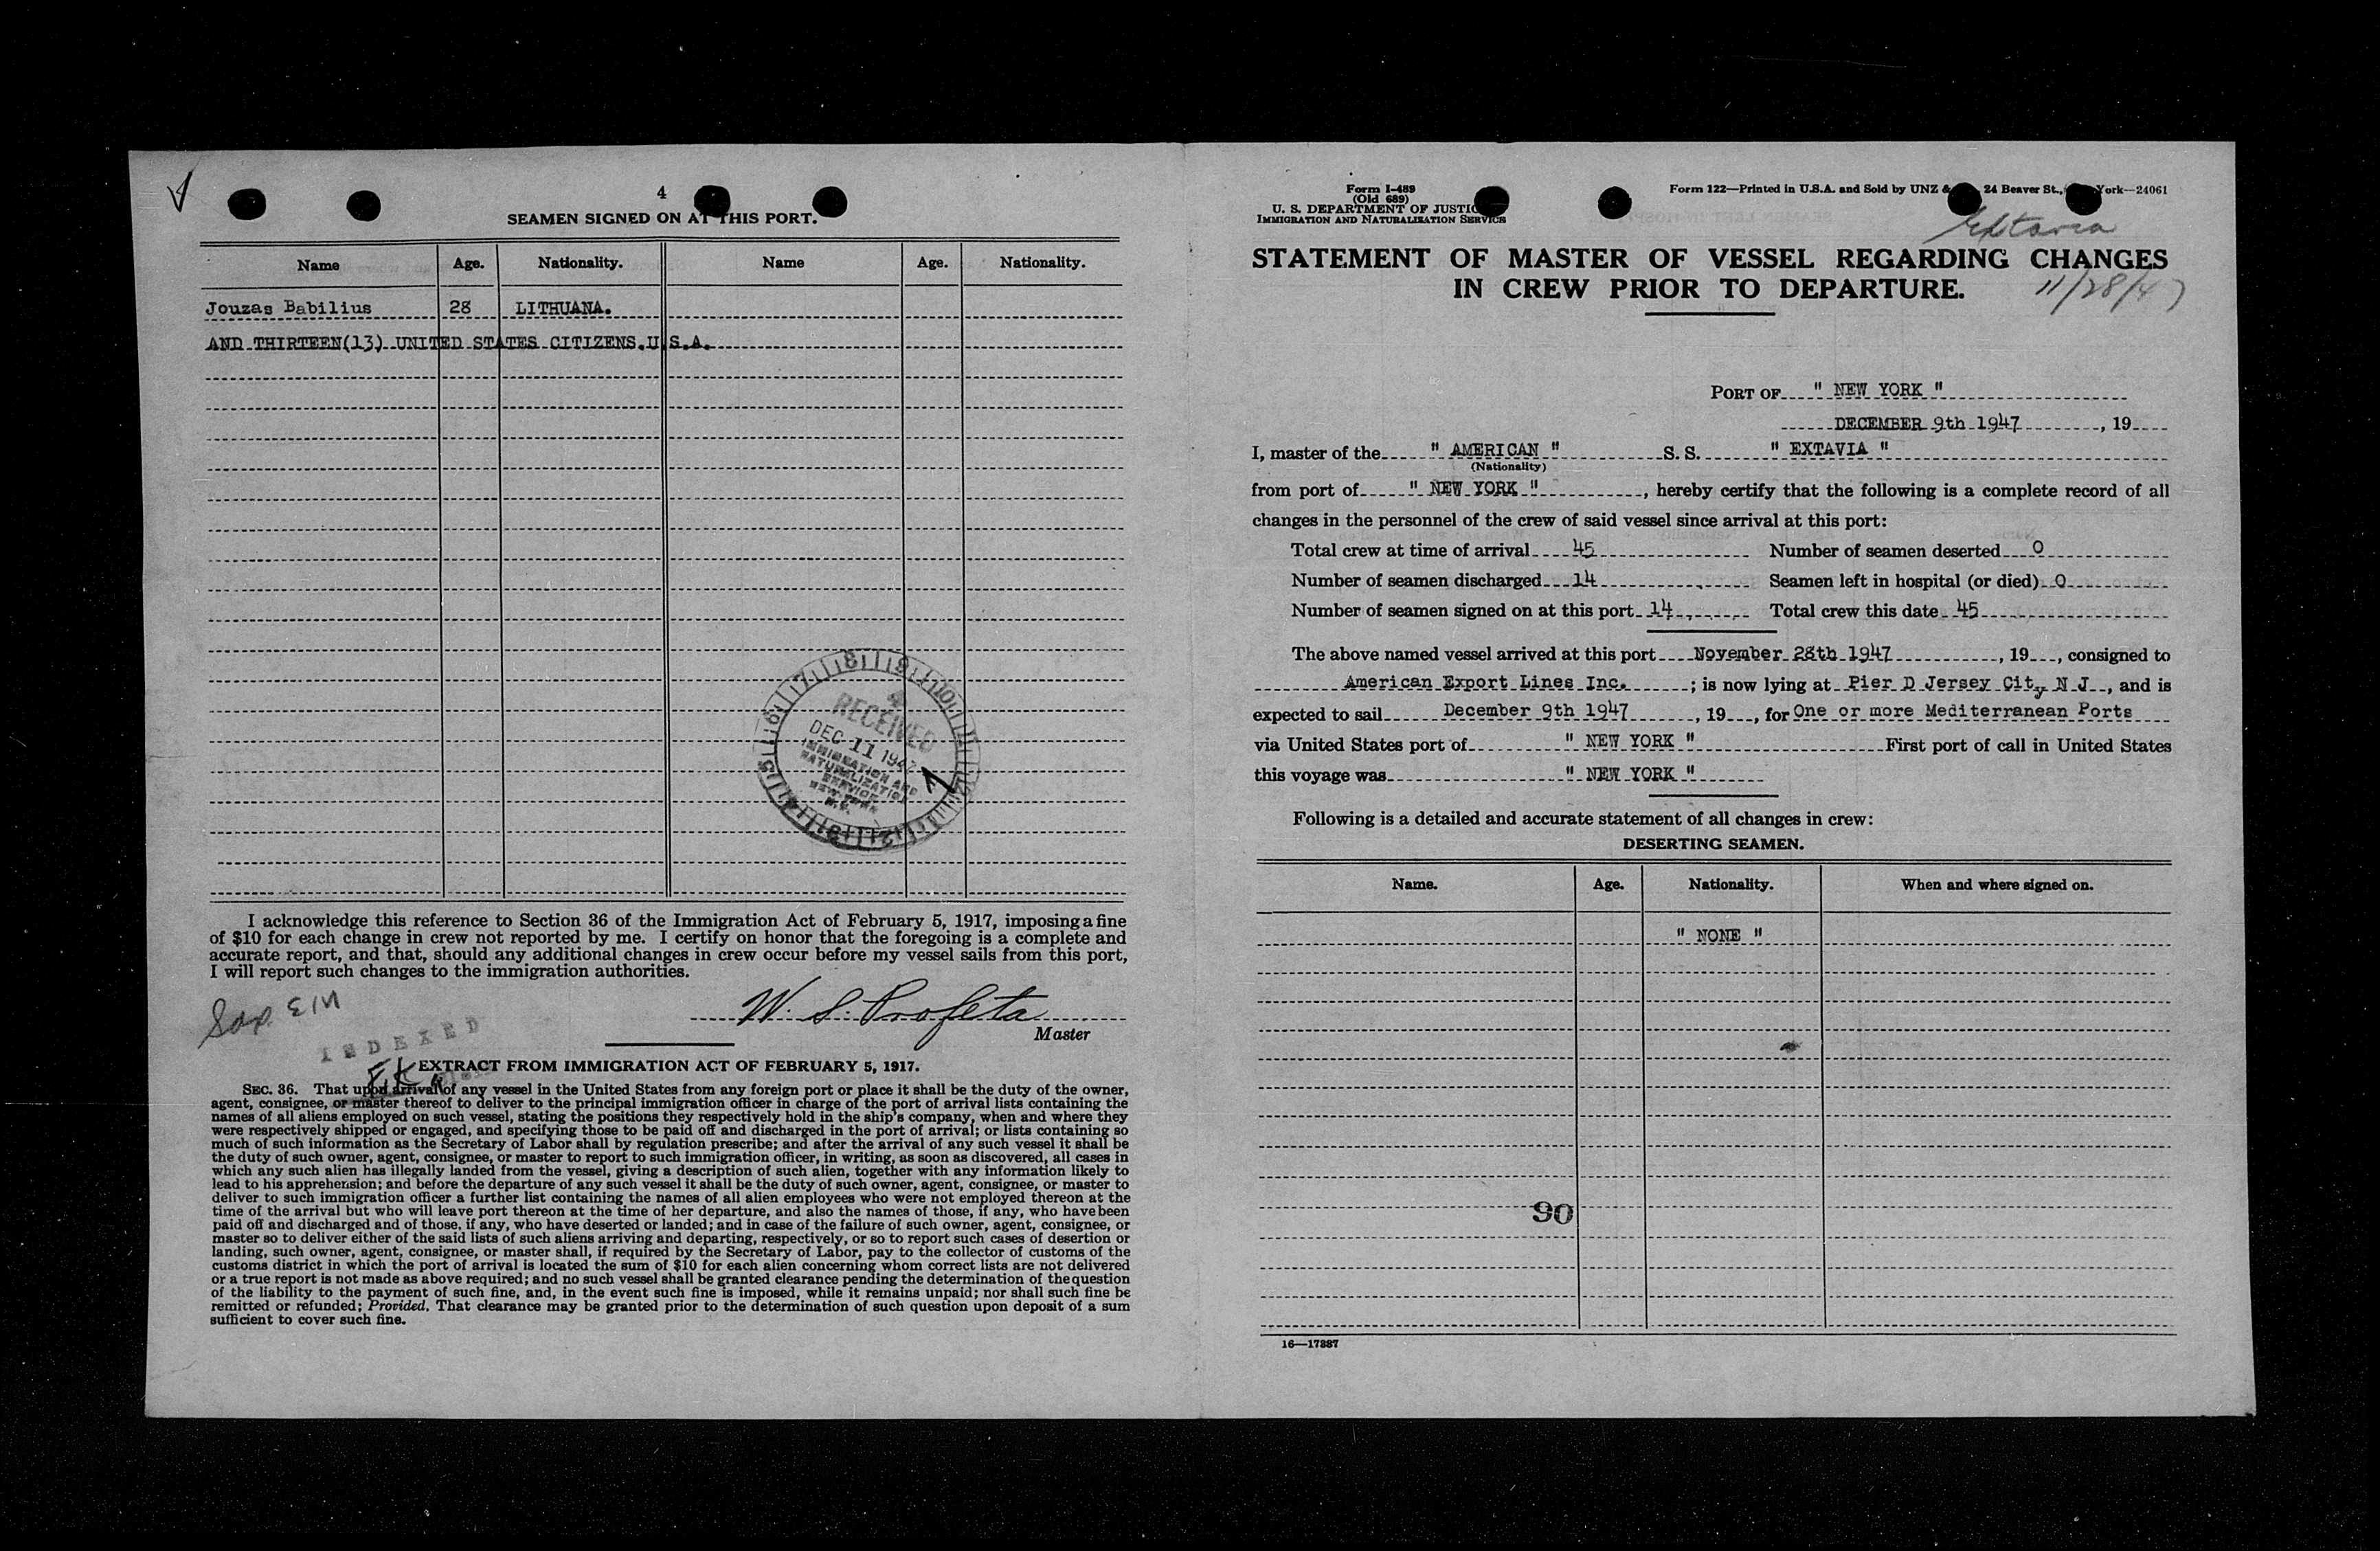 4
SEAMEN SIGNED ON AT THIS PORT.
Name Age. Nationality. Name Age. Nationality.
Jouzas Babilius 28 LITHUANA.
AND THIRTEEN(13) UNITED STATES CITIZENS.U.S.A.
8 9 10
7
6
RECEIVED
DEC 11 1947
IMMIGRATION AND
NATURALIZATION
SERVICE
NEW YORK
N.Y.
5
4 3 2 1
I acknowledge this reference to Section 36 of the Immigration Act of February 5, 1917, imposing a fine
of $10 for each change in crew not reported by me. I certify on honor that the foregoing is a complete and
accurate report, and that, should any additional changes in crew occur before my vessel sails from this port,
I will report such changes to the immigration authorities.
W. S. Profeta
Master
INDEXED
EXTRACT FROM IMMIGRATION ACT OF FEBRUARY 5, 1917.
SEC. 36. That upon arrival of any vessel in the United States from any foreign port or place it shall be the duty of the owner,
agent, consignee, or master thereof to deliver to the principal immigration officer in charge of the port of arrival lists containing the
names of all aliens employed on such vessel, stating the positions they respectively hold in the ship's company, when and where they
were respectively shipped or engaged, and specifying those to be paid off and discharged in the port of arrival; or lists containing so
much of such information as the Secretary of Labor shall by regulation prescribe; and after the arrival of any such vessel it shall be
the duty of such owner, agent, consignee, or master to report to such immigration officer, in writing, as soon as discovered, all cases in
which any such alien has illegally landed from the vessel, giving a description of such alien, together with any information likely to
lead to his apprehension; and before the departure of any such vessel it shall be the duty of such owner, agent, consignee, or master to
deliver to such immigration officer a further list containing the names of all alien employees who were not employed thereon at the
time of the arrival but who will leave port thereon at the time of her departure, and also the names of those, if any, who have been
paid off and discharged and of those, if any, who have deserted or landed; and in case of the failure of such owner, agent, consignee, or
master so to deliver either of the said lists of such aliens arriving and departing, respectively, or so to report such cases of desertion or
landing, such owner, agent, consignee, or master shall, if required by the Secretary of Labor, pay to the collector of customs of the
customs district in which the port of arrival is located the sum of $10 for each alien concerning whom correct lists are not delivered
or a true report is not made as above required; and no such vessel shall be granted clearance pending the determination of the question
of the liability to the payment of such fine, and, in the event such fine is imposed, while it remains unpaid; nor shall such fine be
remitted or refunded; Provided, That clearance may be granted prior to the determination of such question upon deposit of a sum
sufficient to cover such fine.
Form I-489
(Old 689)
U. S. DEPARTMENT OF JUSTIC
IMMIGRATION AND NATURALIZATION SERVICE
Form 122—Printed in U.S.A. and Sold by UNZ & 24 Beaver St., York—24061
Extavia
STATEMENT OF MASTER OF VESSEL REGARDING CHANGES
IN CREW PRIOR TO DEPARTURE.
11/28/47
PORT OF " NEW YORK "
DECEMBER 9th 1947, 19
I, master of the " AMERICAN " S. S. " EXTAVIA "
(Nationality)
from port of " NEW YORK ", hereby certify that the following is a complete record of all
changes in the personnel of the crew of said vessel since arrival at this port:
Total crew at time of arrival 45 Number of seamen deserted 0
Number of seamen discharged 14 Seamen left in hospital (or died) 0
Number of seamen signed on at this port 14 Total crew this date 45
The above named vessel arrived at this port November 28th 1947, 19, consigned to
American Export Lines Inc. ; is now lying at Pier D Jersey City N J , and is
expected to sail December 9th 1947, 19, for One or more Mediterranean Ports
via United States port of " NEW YORK " First port of call in United States
this voyage was " NEW YORK "
Following is a detailed and accurate statement of all changes in crew:
DESERTING SEAMEN.
Name. Age. Nationality. When and where signed on.
" NONE "
90
16—17887